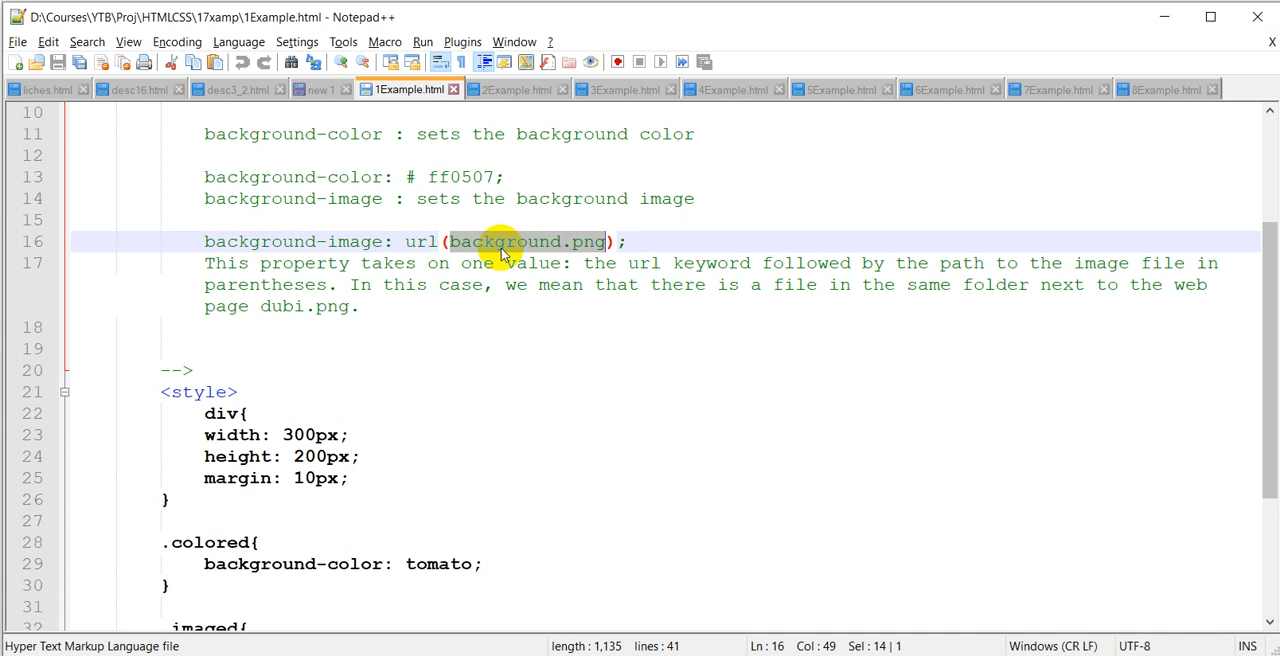 D:\Courses\YTB\Proj\HTMLCSS\17xamp\1Example.html - Notepad++
File Edit Search View Encoding Language Settings Tools Macro Run Plugins Window ? X
liches.html desc16.html desc3_2.html new 1 1Example.html 2Example.html 3Example.html 4Example.html 5Example.html 6Example.html 7Example.html 8Example.html
10
11 background-color : sets the background color
12
13 background-color: # ff0507;
14 background-image : sets the background image
15
16 background-image: url(background.png);
17 This property takes on one value: the url keyword followed by the path to the image file in
parentheses. In this case, we mean that there is a file in the same folder next to the web
page dubi.png.
18
19
20 -->
21 <style>
22 div{
23 width: 300px;
24 height: 200px;
25 margin: 10px;
26 }
27
28 .colored{
29 background-color: tomato;
30 }
31
32 .imaged{
Hyper Text Markup Language file length : 1,135 lines : 41 Ln : 16 Col : 49 Sel : 14 | 1 Windows (CR LF) UTF-8 INS